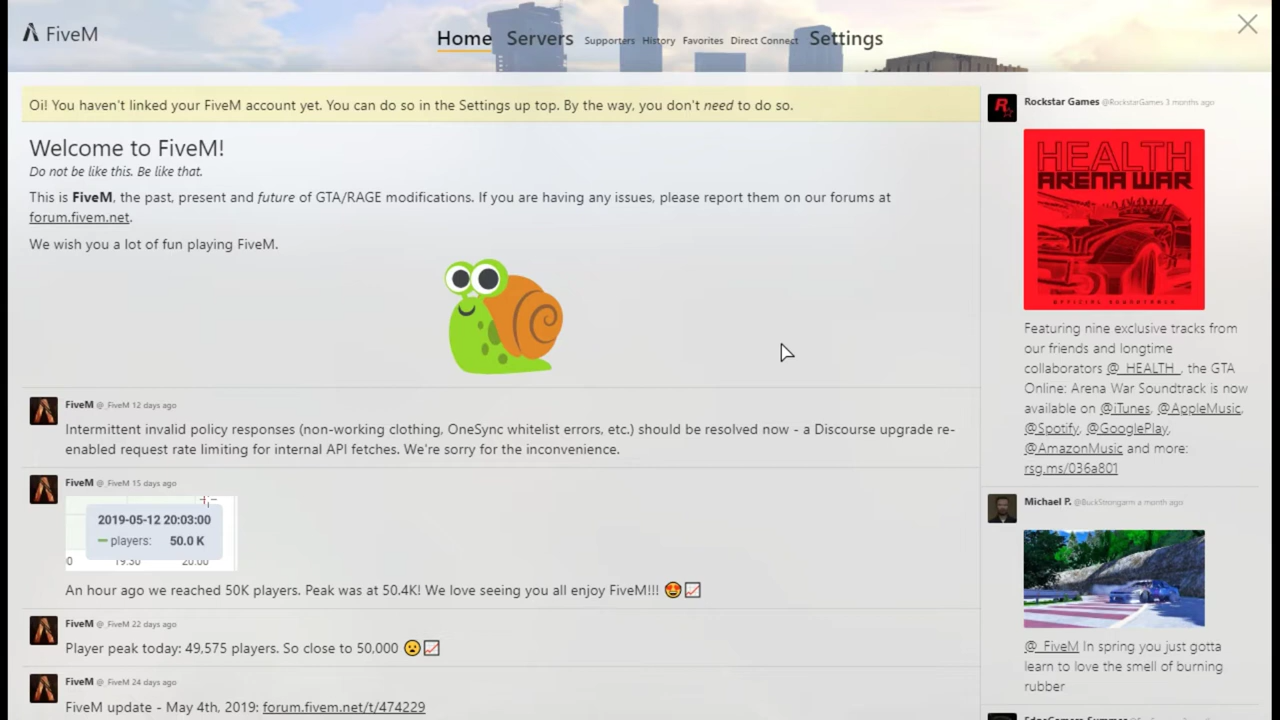 FiveM
Home Servers Supporters History Favorites Direct Connect Settings
Oi! You haven't linked your FiveM account yet. You can do so in the Settings up top. By the way, you don't need to do so.
Welcome to FiveM!
Do not be like this. Be like that.
This is FiveM, the past, present and future of GTA/RAGE modifications. If you are having any issues, please report them on our forums at
forum.fivem.net.
We wish you a lot of fun playing FiveM.
FiveM @_FiveM 12 days ago
Intermittent invalid policy responses (non-working clothing, OneSync whitelist errors, etc.) should be resolved now - a Discourse upgrade re-
enabled request rate limiting for internal API fetches. We're sorry for the inconvenience.
FiveM @_FiveM 15 days ago
2019-05-12 20:03:00
players: 50.0 K
0 19:30 20:00
An hour ago we reached 50K players. Peak was at 50.4K! We love seeing you all enjoy FiveM!!! 😍📈
FiveM @_FiveM 22 days ago
Player peak today: 49,575 players. So close to 50,000 😮📈
FiveM @_FiveM 24 days ago
FiveM update - May 4th, 2019: forum.fivem.net/t/474229
Rockstar Games @RockstarGames 3 months ago
HEALTH
ARENA WAR
OFFICIAL SOUNDTRACK
Featuring nine exclusive tracks from
our friends and longtime
collaborators @_HEALTH_, the GTA
Online: Arena War Soundtrack is now
available on @iTunes, @AppleMusic,
@Spotify, @GooglePlay,
@AmazonMusic and more:
rsg.ms/036a801
Michael P. @BuckStrongarm a month ago
@_FiveM In spring you just gotta
learn to love the smell of burning
rubber